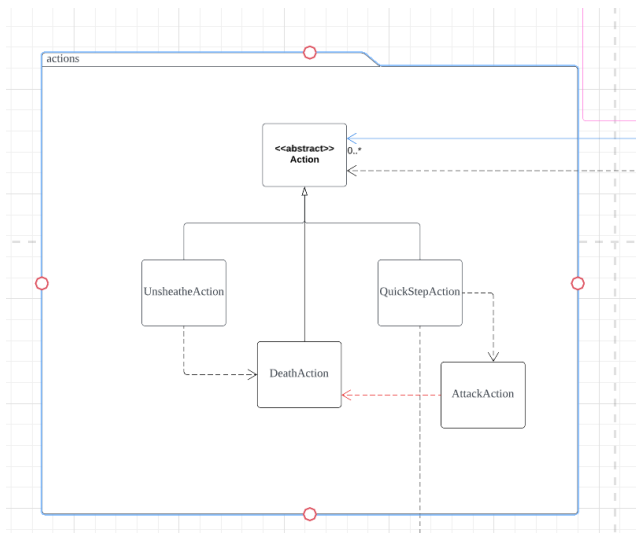 actions
<<abstract>>
Action
0..*
UnsheatheAction
QuickStepAction
DeathAction
AttackAction